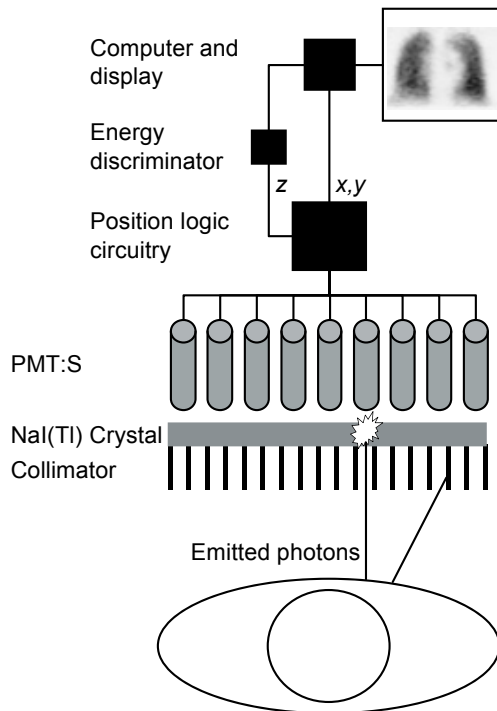 Computer and
display
Energy
discriminator
z
x,y
Position logic
circuitry
PMT:S
NaI(Tl) Crystal
Collimator
Emitted photons